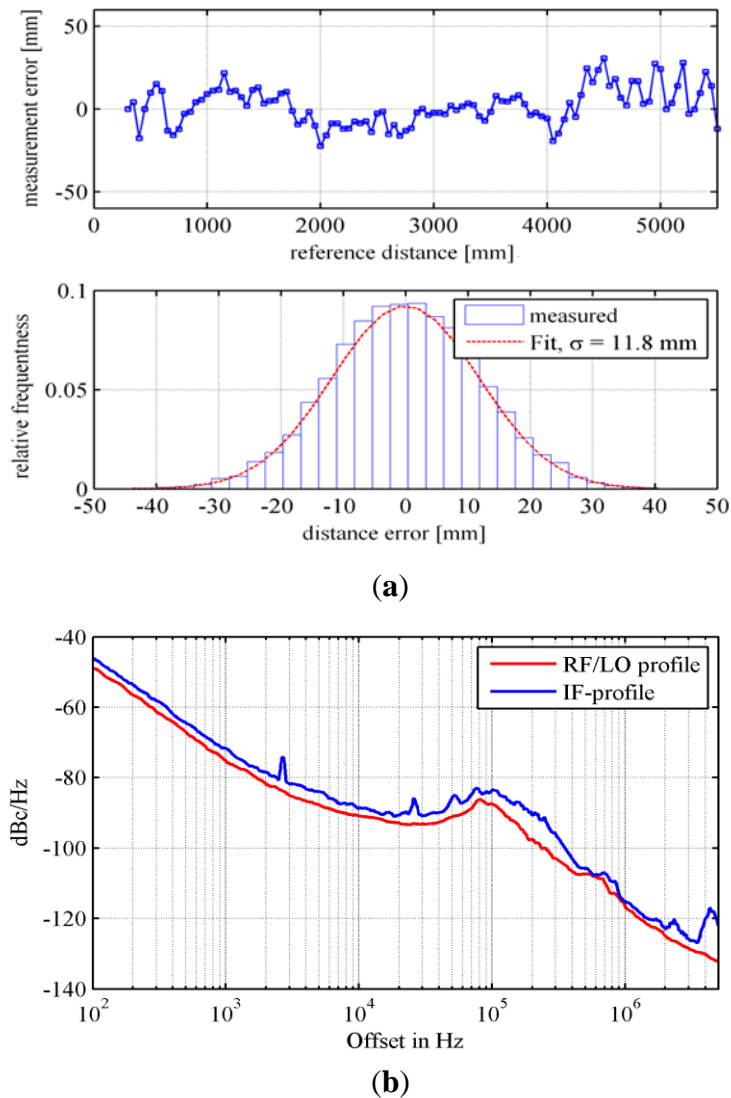 measurement error [mm]
50
0
-50
0 1000 2000 3000 4000 5000
reference distance [mm]
relative frequentness
0.1
0.05
0
measured
Fit, σ = 11.8 mm
-50 -40 -30 -20 -10 0 10 20 30 40 50
distance error [mm]
(a)
dBc/Hz
-40
-60
-80
-100
-120
-140
RF/LO profile
IF-profile
10² 10³ 10⁴ 10⁵ 10⁶
Offset in Hz
(b)